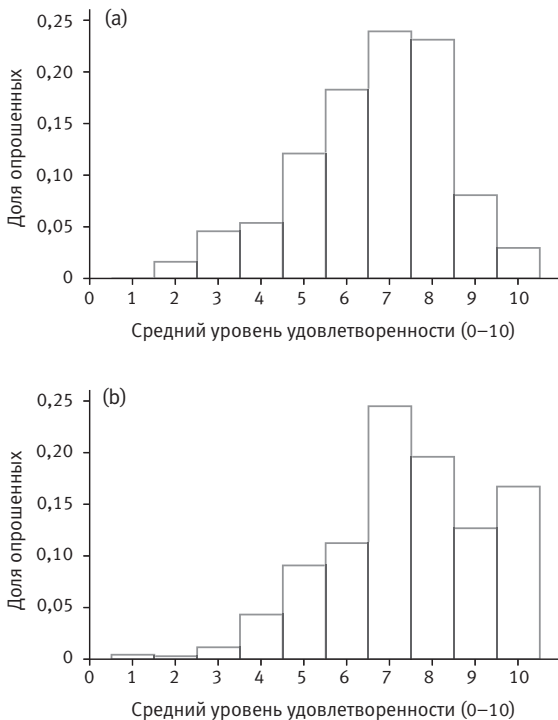 (a)
0,25
0,20
0,15
0,10
0,05
0
Доля опрошенных
0 1 2 3 4 5 6 7 8 9 10
Средний уровень удовлетворенности (0–10)
(b)
0,25
0,20
0,15
0,10
0,05
0
Доля опрошенных
0 1 2 3 4 5 6 7 8 9 10
Средний уровень удовлетворенности (0–10)